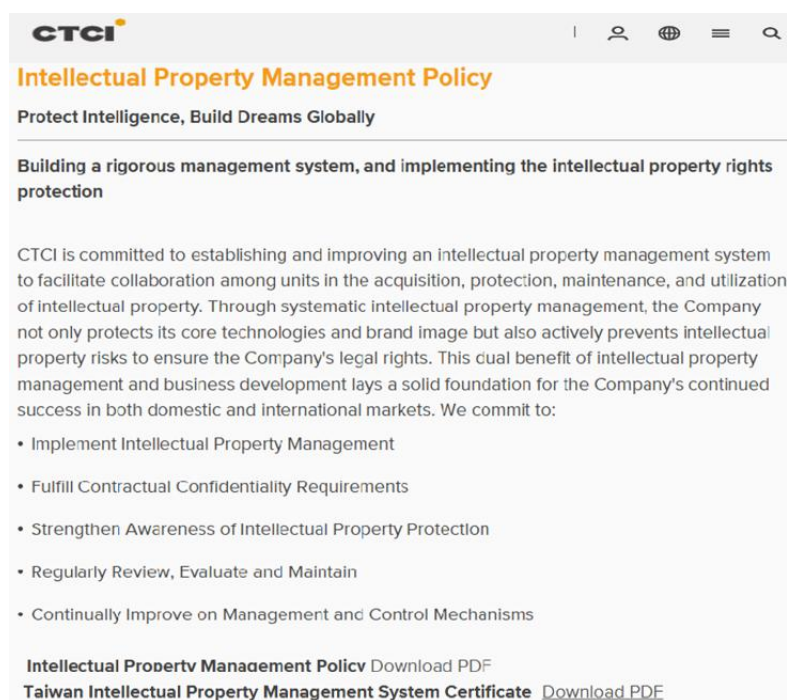 CTCI
Intellectual Property Management Policy
Protect Intelligence, Build Dreams Globally
Building a rigorous management system, and implementing the intellectual property rights
protection
CTCI is committed to establishing and improving an intellectual property management system
to facilitate collaboration among units in the acquisition, protection, maintenance, and utilization
of intellectual property. Through systematic intellectual property management, the Company
not only protects its core technologies and brand image but also actively prevents intellectual
property risks to ensure the Company's legal rights. This dual benefit of intellectual property
management and business development lays a solid foundation for the Company's continued
success in both domestic and international markets. We commit to:
• Implement Intellectual Property Management
• Fulfill Contractual Confidentiality Requirements
• Strengthen Awareness of Intellectual Property Protection
• Regularly Review, Evaluate and Maintain
• Continually Improve on Management and Control Mechanisms
Intellectual Property Management Policy Download PDF
Taiwan Intellectual Property Management System Certificate Download PDF